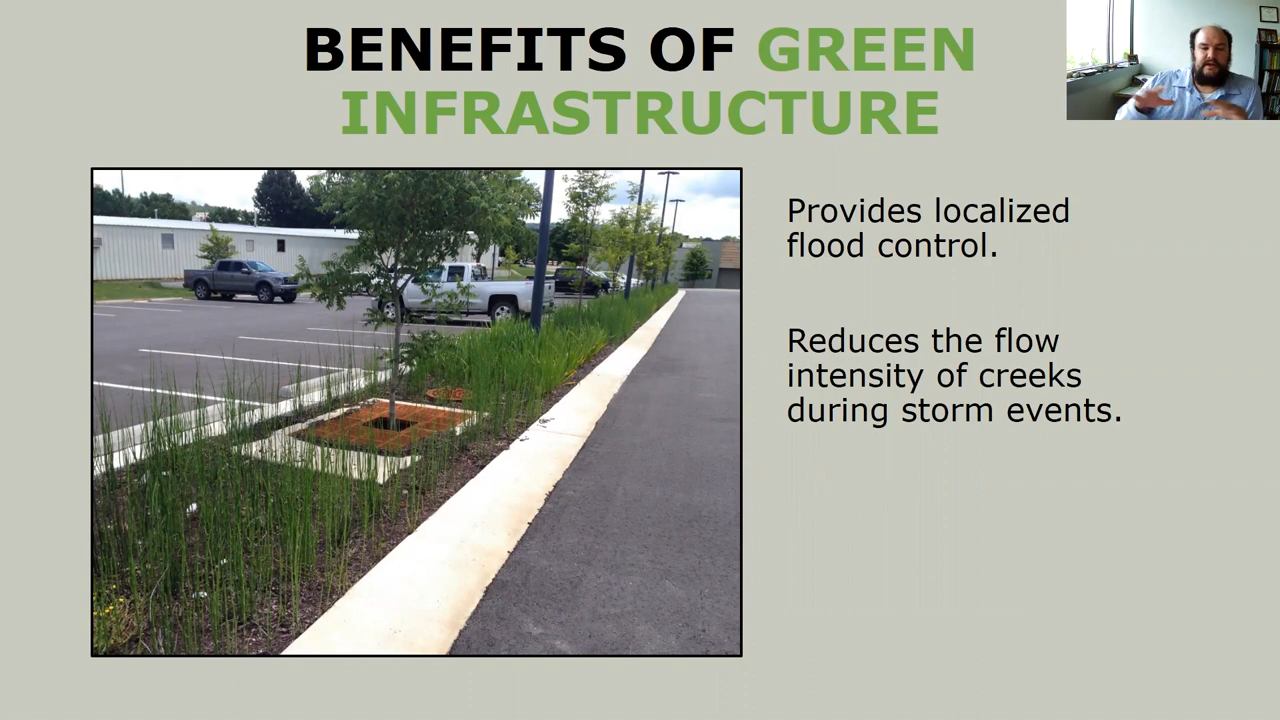 BENEFITS OF GREEN
INFRASTRUCTURE
Provides localized
flood control.
Reduces the flow
intensity of creeks
during storm events.